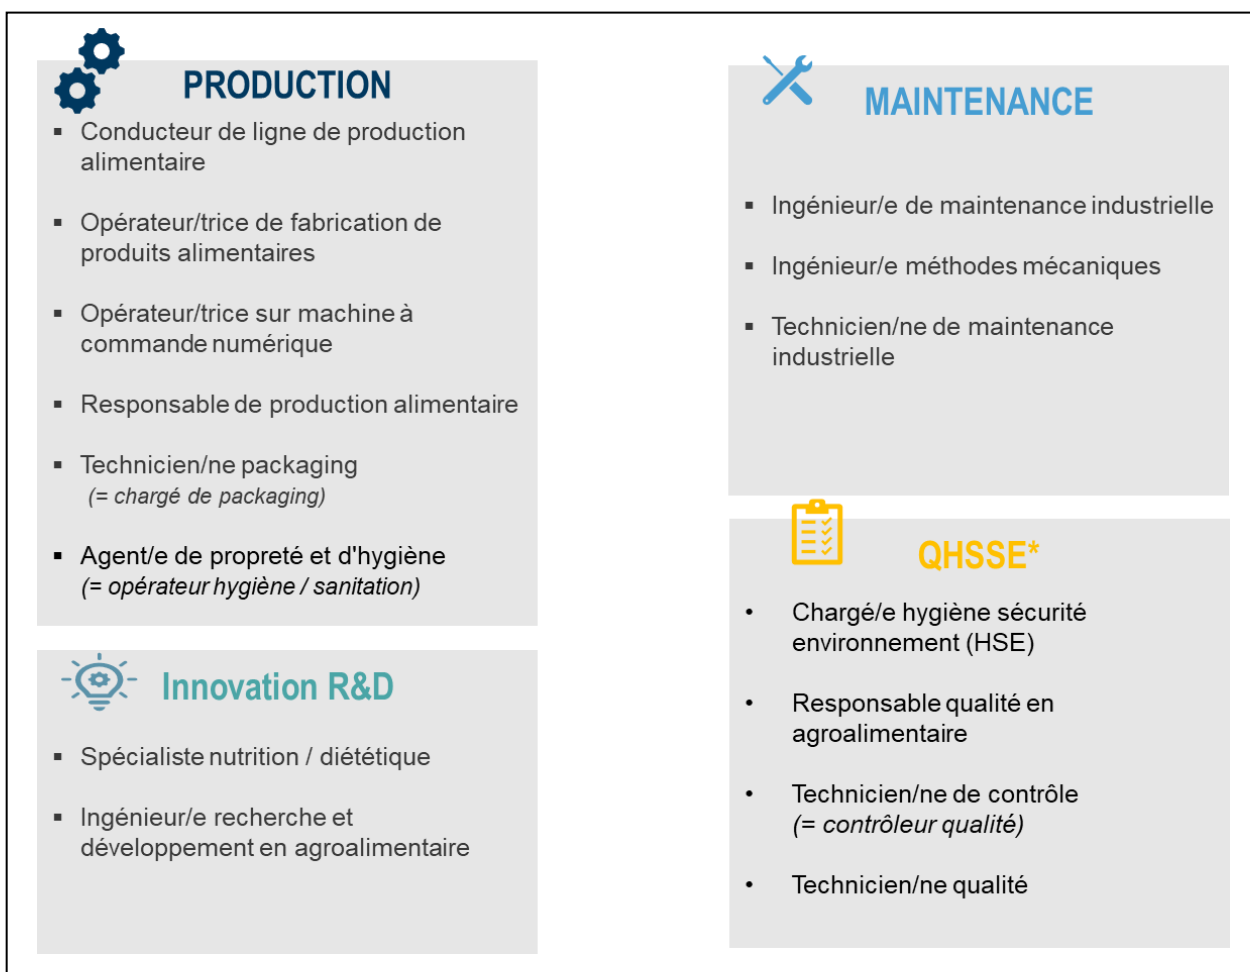 PRODUCTION
▪ Conducteur de ligne de production
alimentaire
▪ Opérateur/trice de fabrication de
produits alimentaires
▪ Opérateur/trice sur machine à
commande numérique
▪ Responsable de production alimentaire
▪ Technicien/ne packaging
(= chargé de packaging)
▪ Agent/e de propreté et d'hygiène
(= opérateur hygiène / sanitation)
Innovation R&D
▪ Spécialiste nutrition / diététique
▪ Ingénieur/e recherche et
développement en agroalimentaire
MAINTENANCE
▪ Ingénieur/e de maintenance industrielle
▪ Ingénieur/e méthodes mécaniques
▪ Technicien/ne de maintenance
industrielle
QHSSE*
• Chargé/e hygiène sécurité
environnement (HSE)
• Responsable qualité en
agroalimentaire
• Technicien/ne de contrôle
(= contrôleur qualité)
• Technicien/ne qualité